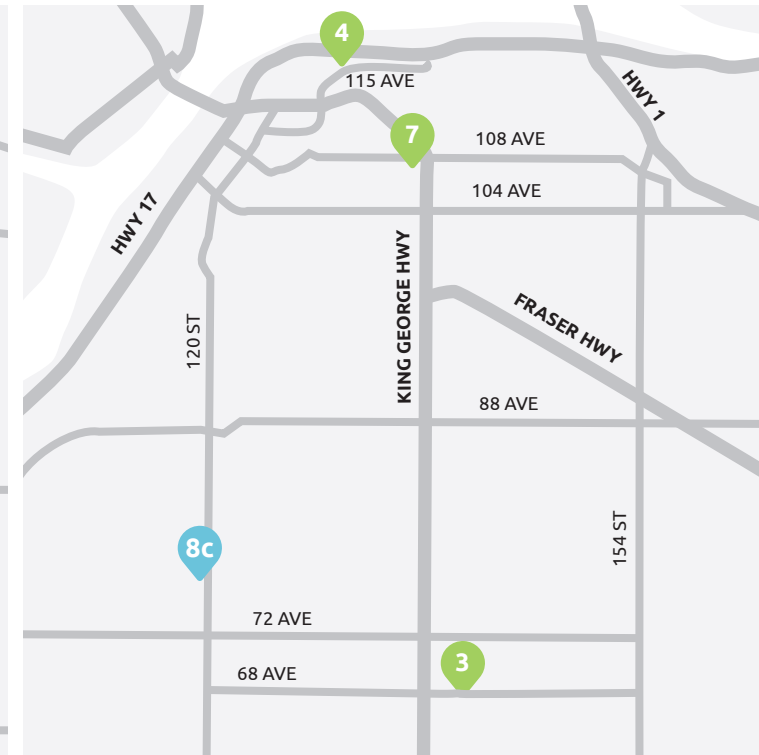 4
115 AVE
HWY 1
7
108 AVE
104 AVE
HWY 17
KING GEORGE HWY
FRASER HWY
120 ST
88 AVE
154 ST
8c
72 AVE
3
68 AVE